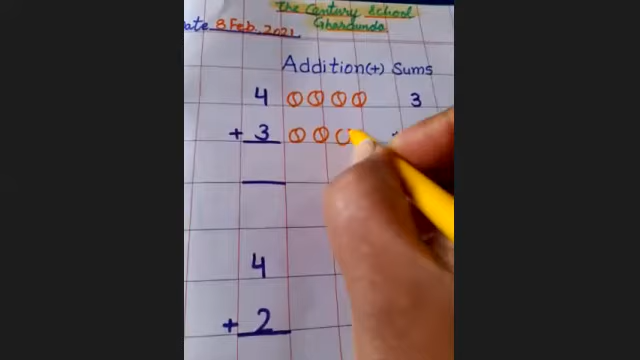 The Century School
Gharaunda
ate 8 Feb. 2021
Addition(+) Sums
4 3
+ 3 +
4
+ 2